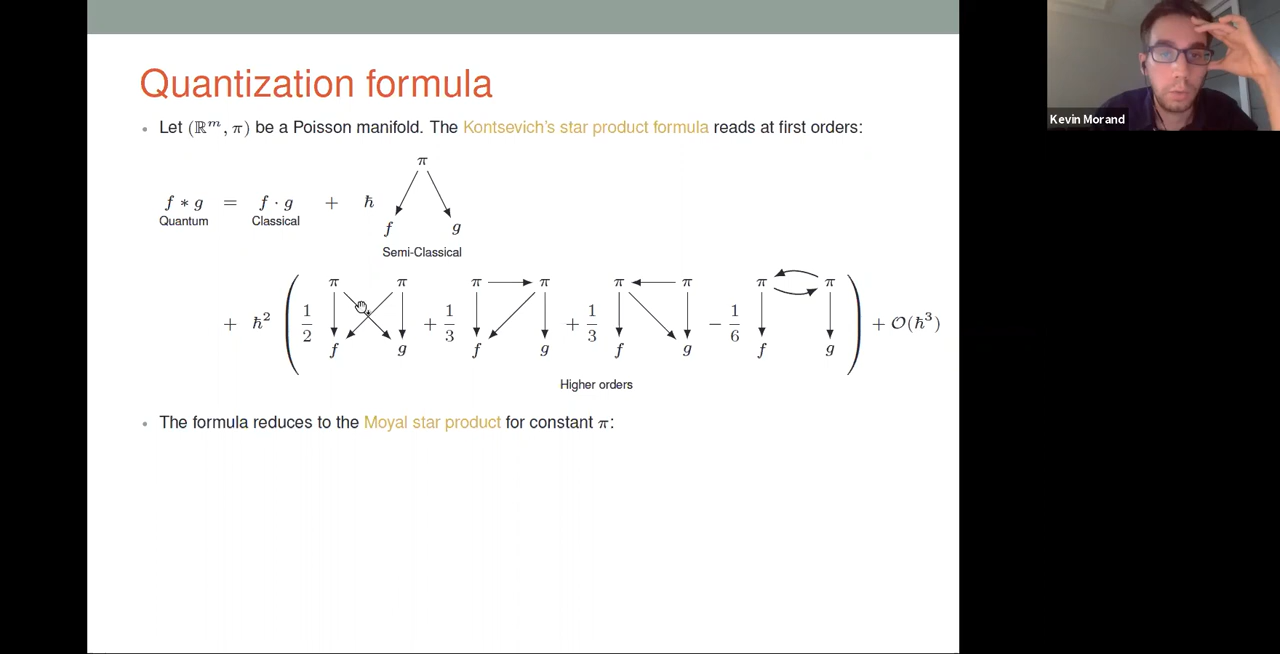 Quantization formula
• Let (ℝᵐ, π) be a Poisson manifold. The Kontsevich's star product formula reads at first orders:
π
f ∗ g = f · g + ħ
Quantum Classical
f g
Semi-Classical
π π π π π π π π
+ ħ² ( 1/2 + 1/3 + 1/3 − 1/6 ) + 𝒪(ħ³)
f g f g f g f g
Higher orders
• The formula reduces to the Moyal star product for constant π:
Kevin Morand